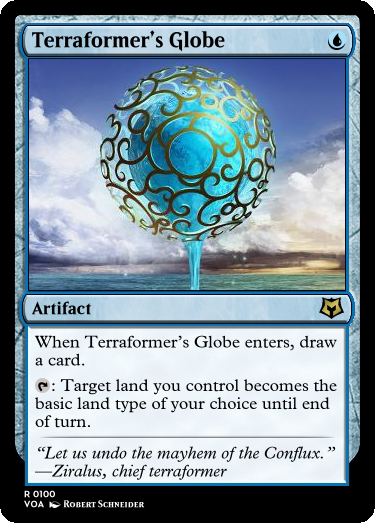 Terraformer's Globe
Artifact
When Terraformer's Globe enters, draw
a card.
: Target land you control becomes the
basic land type of your choice until end
of turn.
"Let us undo the mayhem of the Conflux."
—Ziralus, chief terraformer
R 0100
VOA Robert Schneider